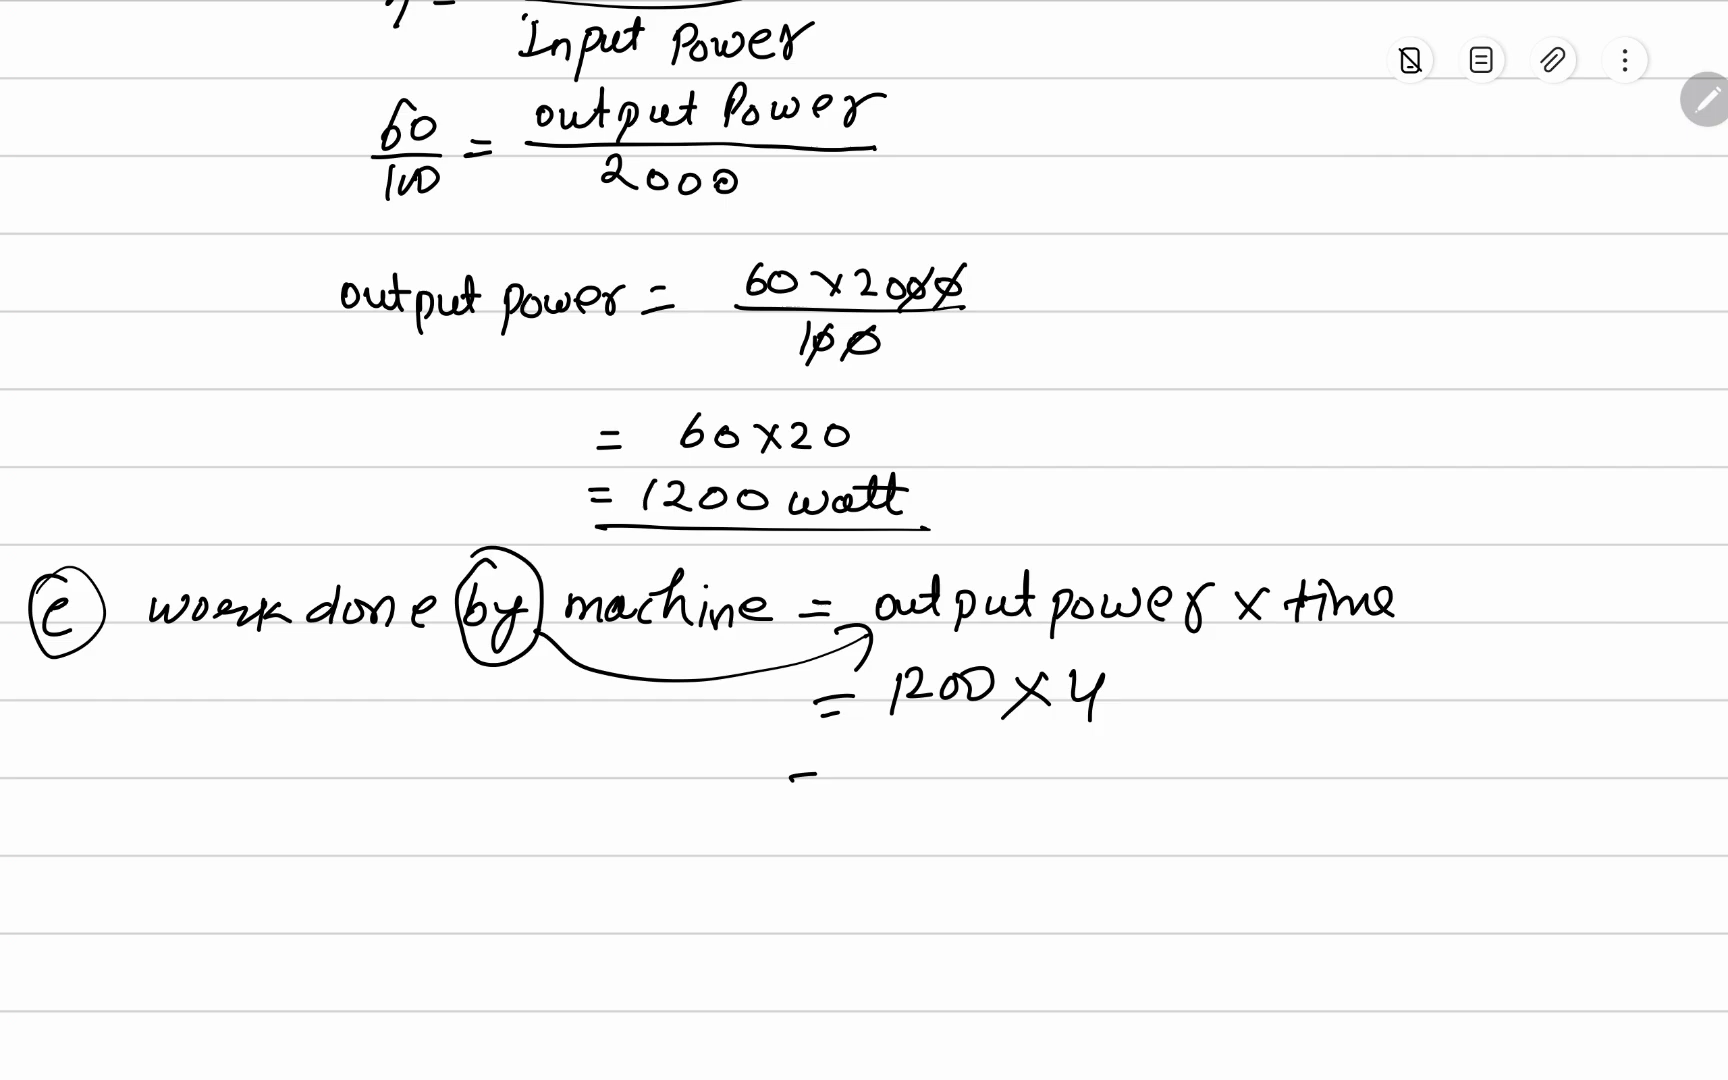 η =
Input Power
60/100 = output Power/2000
output power = 60 x 2000/100
= 60 x 20
= 1200 watt
(c) work done by machine = output power x time
= 1200 x 4
-